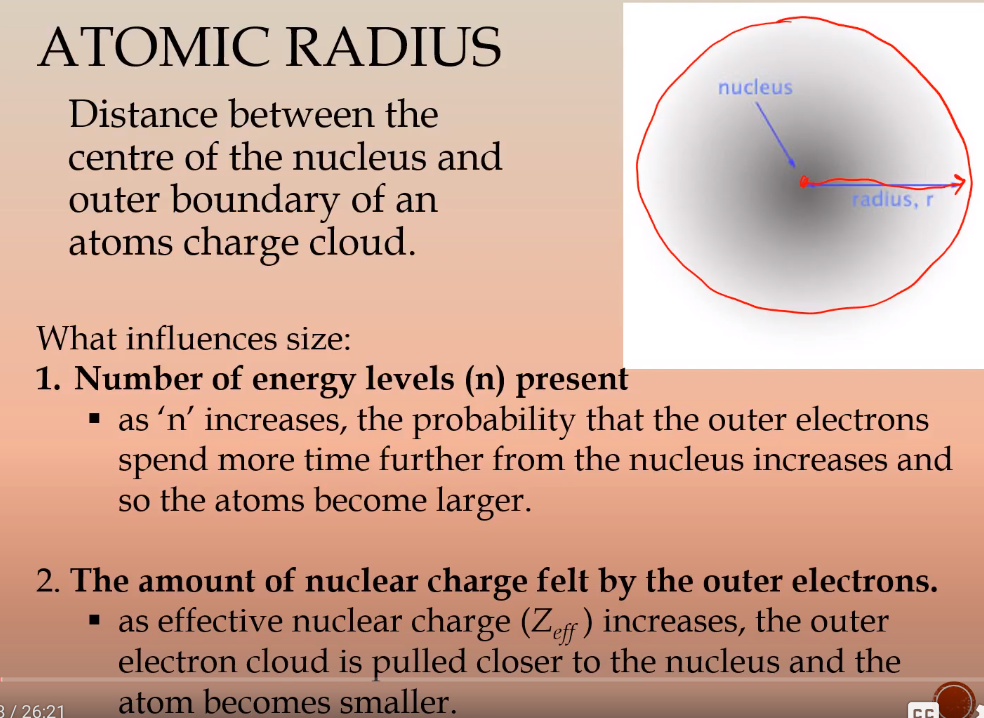 ATOMIC RADIUS
Distance between the
centre of the nucleus and
outer boundary of an
atoms charge cloud.
nucleus
radius, r
What influences size:
1. Number of energy levels (n) present
▪ as ‘n’ increases, the probability that the outer electrons
spend more time further from the nucleus increases and
so the atoms become larger.
2. The amount of nuclear charge felt by the outer electrons.
▪ as effective nuclear charge (Zeff) increases, the outer
electron cloud is pulled closer to the nucleus and the
atom becomes smaller.
/ 26:21
CC